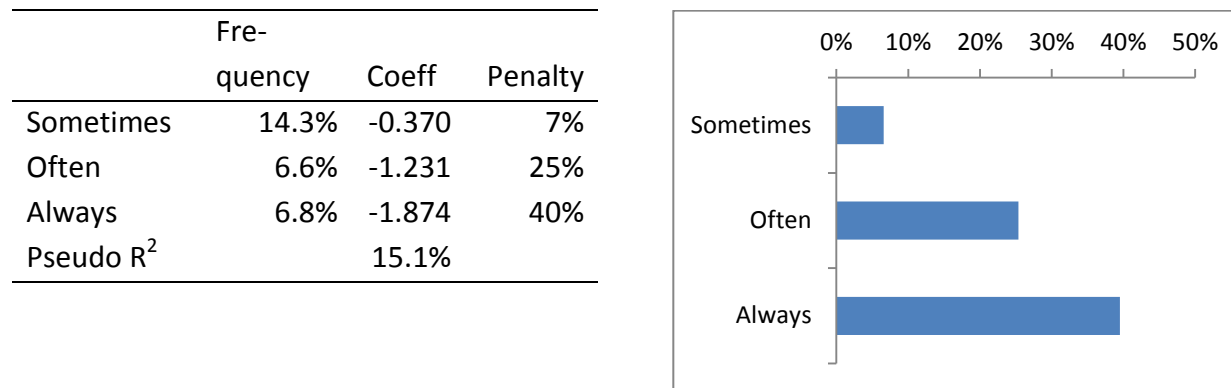 Fre-
quency Coeff Penalty
Sometimes 14.3% -0.370 7%
Often 6.6% -1.231 25%
Always 6.8% -1.874 40%
Pseudo R² 15.1%
0% 10% 20% 30% 40% 50%
Sometimes
Often
Always